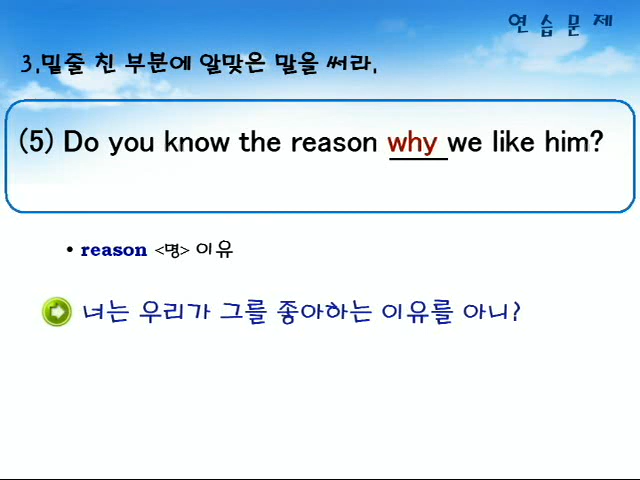 연 습 문 제
3.밑줄 친 부분에 알맞은 말을 써라.
(5) Do you know the reason why we like him?
• reason <명> 이유
너는 우리가 그를 좋아하는 이유를 아니?